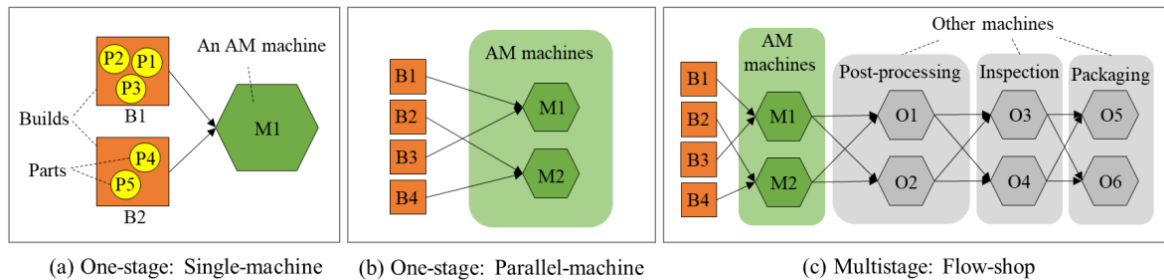 An AM machine
P2
P1
P3
B1
Builds
Parts
P4
P5
B2
M1
(a) One-stage: Single-machine
AM machines
B1
B2
B3
B4
M1
M2
(b) One-stage: Parallel-machine
Other machines
AM
machines
Post-processing
Inspection
Packaging
B1
B2
B3
B4
M1
M2
O1
O2
O3
O4
O5
O6
(c) Multistage: Flow-shop